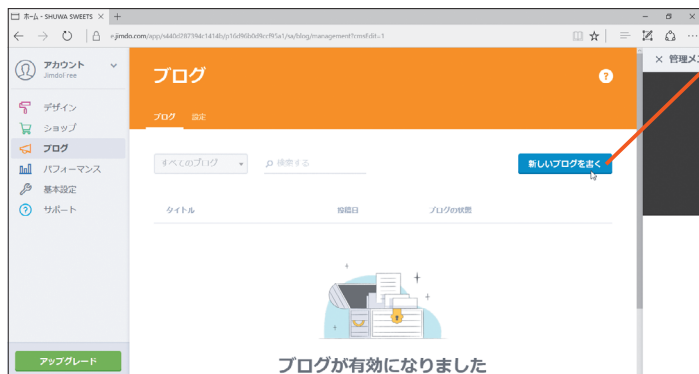 ホーム - SHUWA SWEETS
e.jimdo.com/app/s440d287384c1414b/p16d96b0d9ccf95a1/sa/blog/management?cmsEdit=1
アカウント
JimdoFree
デザイン
ショップ
ブログ
パフォーマンス
基本設定
サポート
アップグレード
ブログ
ブログ 設定
すべてのブログ 検索する 新しいブログを書く
タイトル 投稿日 ブログの状態
ブログが有効になりました
× 管理メ